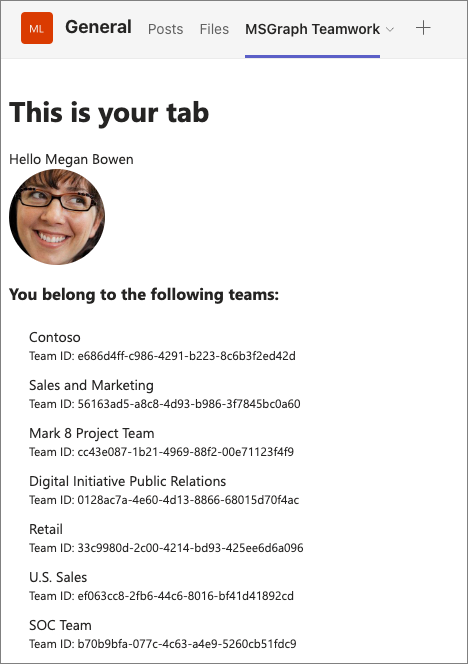 ML General Posts Files MSGraph Teamwork
This is your tab
Hello Megan Bowen
You belong to the following teams:
Contoso
Team ID: e686d4ff-c986-4291-b223-8c6b3f2ed42d
Sales and Marketing
Team ID: 56163ad5-a8c8-4d93-b986-3f7845bc0a60
Mark 8 Project Team
Team ID: cc43e087-1b21-4969-88f2-00e71123f4f9
Digital Initiative Public Relations
Team ID: 0128ac7a-4e60-4d13-8866-68015d70f4ac
Retail
Team ID: 33c9980d-2c00-4214-bd93-425ee6d6a096
U.S. Sales
Team ID: ef063cc8-2fb6-44c6-8016-bf41d41892cd
SOC Team
Team ID: b70b9bfa-077c-4c63-a4e9-5260cb51fdc9